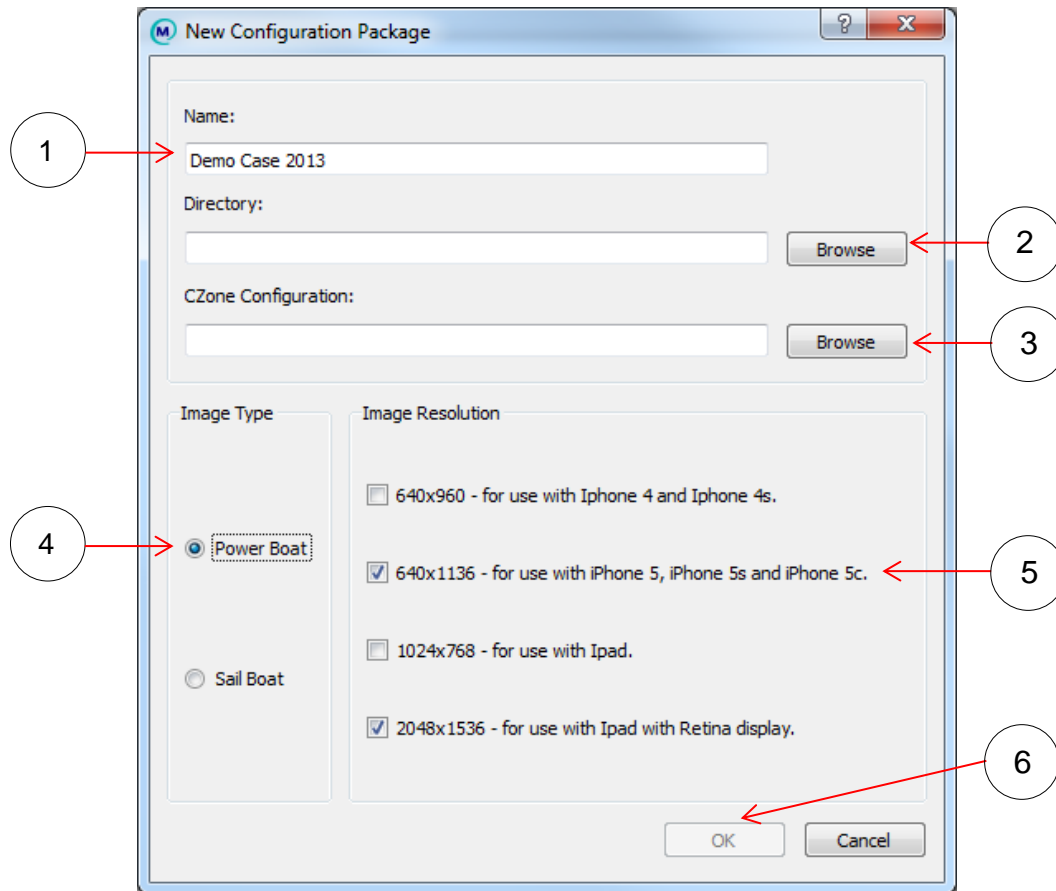 M New Configuration Package ?
Name:
1
Demo Case 2013
Directory:
Browse
2
CZone Configuration:
Browse
3
Image Type
Image Resolution
640x960 - for use with Iphone 4 and Iphone 4s.
4
Power Boat
640x1136 - for use with iPhone 5, iPhone 5s and iPhone 5c.
5
1024x768 - for use with Ipad.
Sail Boat
2048x1536 - for use with Ipad with Retina display.
6
OK
Cancel